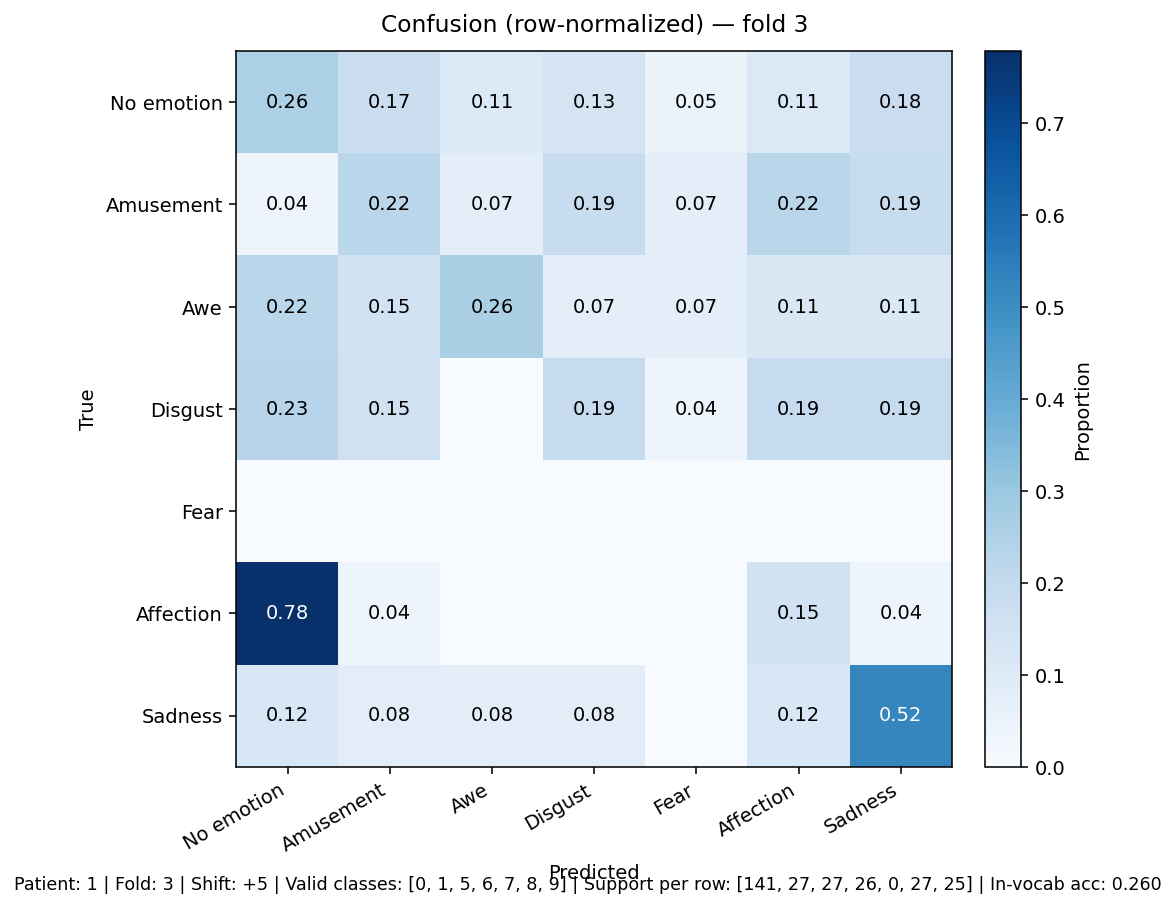 Confusion (row-normalized) — fold 3
No emotion 0.26 0.17 0.11 0.13 0.05 0.11 0.18
Amusement 0.04 0.22 0.07 0.19 0.07 0.22 0.19
Awe 0.22 0.15 0.26 0.07 0.07 0.11 0.11
Disgust 0.23 0.15 0.19 0.04 0.19 0.19
Fear
Affection 0.78 0.04 0.15 0.04
Sadness 0.12 0.08 0.08 0.08 0.12 0.52
True
No emotion Amusement Awe Disgust Fear Affection Sadness
Predicted
0.7
0.6
0.5
0.4
0.3
0.2
0.1
0.0
Proportion
Patient: 1 | Fold: 3 | Shift: +5 | Valid classes: [0, 1, 5, 6, 7, 8, 9] | Support per row: [141, 27, 27, 26, 0, 27, 25] | In-vocab acc: 0.260